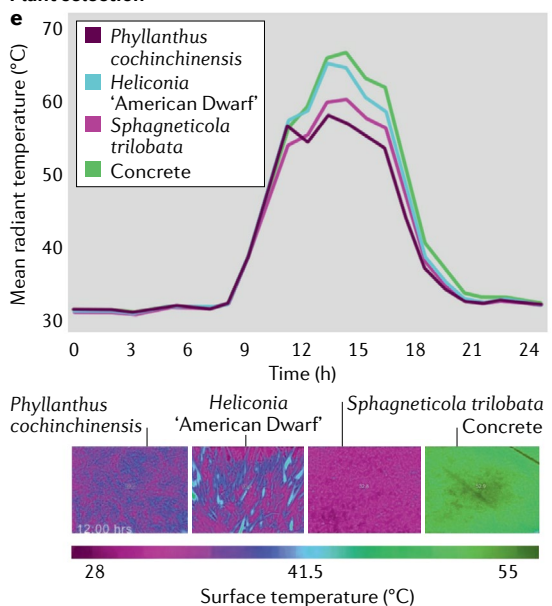 e
70
60
50
40
30
Mean radiant temperature (°C)
Phyllanthus
cochinchinensis
Heliconia
‘American Dwarf’
Sphagneticola
trilobata
Concrete
0 3 6 9 12 15 18 21 24
Time (h)
Phyllanthus
cochinchinensis
Heliconia
‘American Dwarf’
Sphagneticola trilobata
Concrete
12:00 hrs
28 41.5 55
Surface temperature (°C)